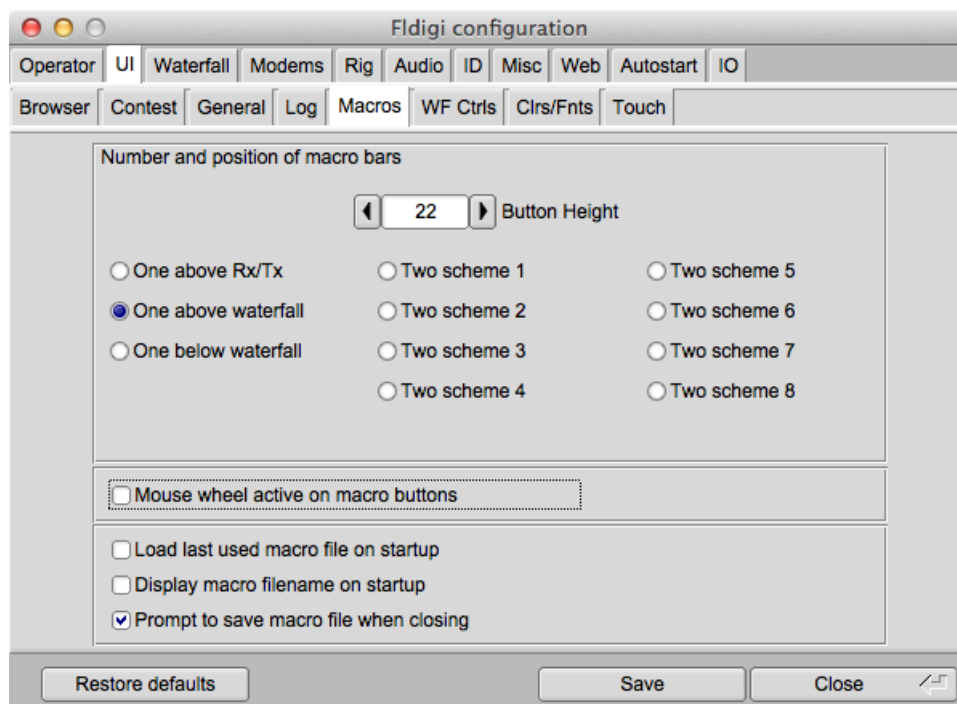 Fldigi configuration
Operator UI Waterfall Modems Rig Audio ID Misc Web Autostart IO
Browser Contest General Log Macros WF Ctrls Clrs/Fnts Touch
Number and position of macro bars
22 Button Height
One above Rx/Tx Two scheme 1 Two scheme 5
One above waterfall Two scheme 2 Two scheme 6
One below waterfall Two scheme 3 Two scheme 7
Two scheme 4 Two scheme 8
Mouse wheel active on macro buttons
Load last used macro file on startup
Display macro filename on startup
Prompt to save macro file when closing
Restore defaults Save Close